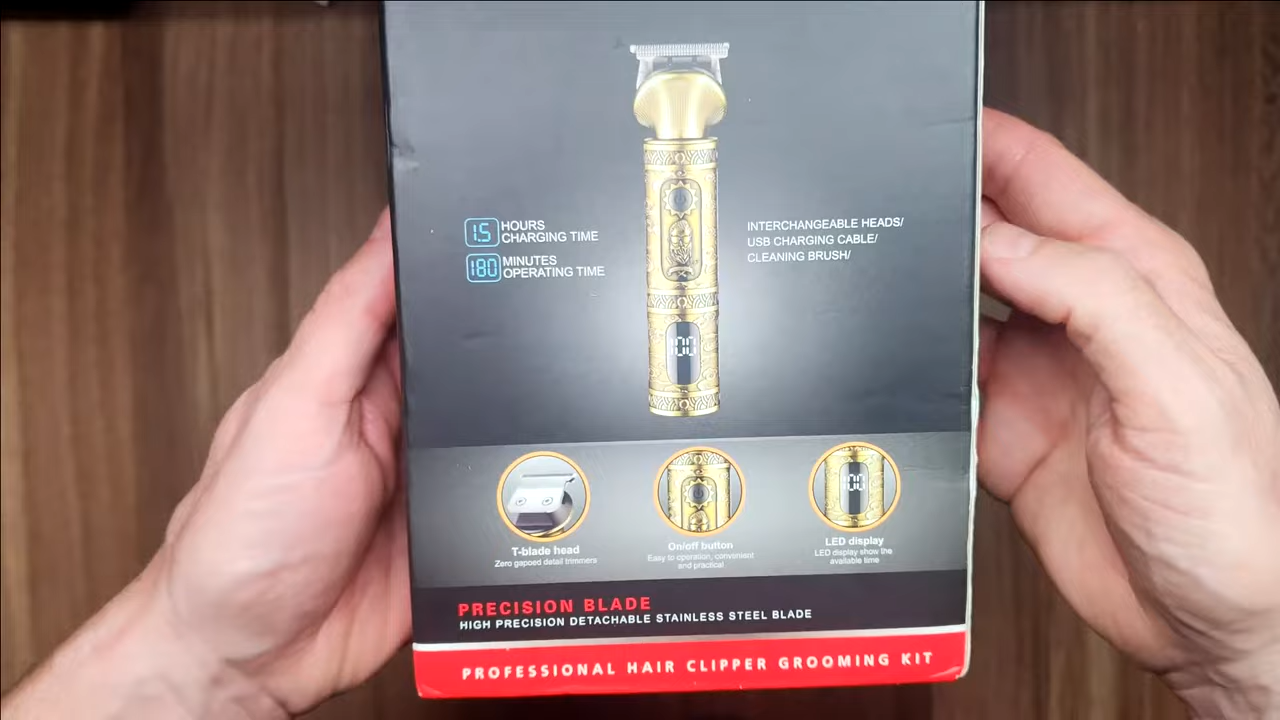 1.5 HOURS
CHARGING TIME
180 MINUTES
OPERATING TIME
INTERCHANGEABLE HEADS/
USB CHARGING CABLE/
CLEANING BRUSH/
100
100
T-blade head
Zero gapoed detail trimmers
On/off button
Easy to operation, convenient
and practical
LED display
LED display show the
available time
PRECISION BLADE
HIGH PRECISION DETACHABLE STAINLESS STEEL BLADE
PROFESSIONAL HAIR CLIPPER GROOMING KIT